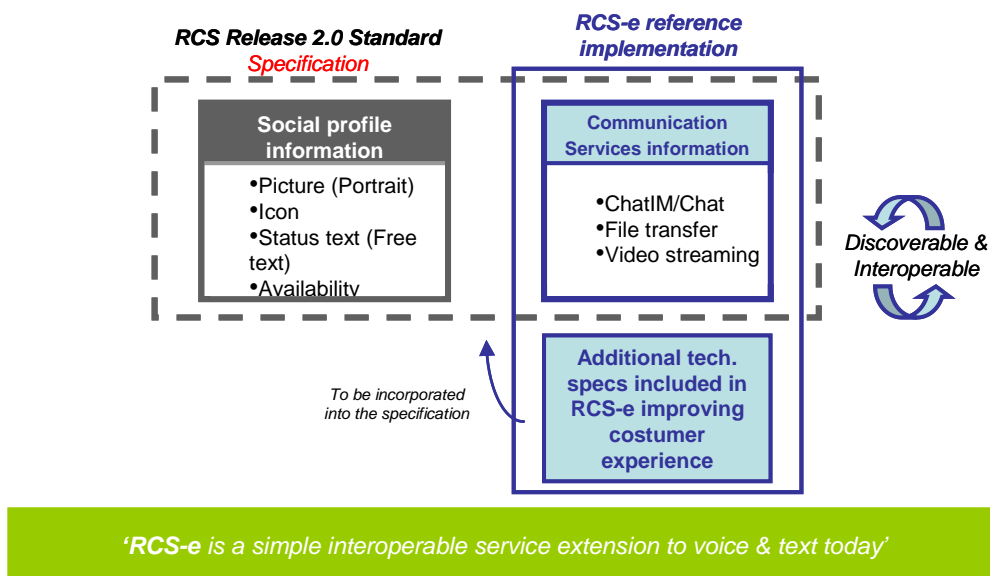 RCS Release 2.0 Standard
Specification
RCS-e reference
implementation
Social profile
information
•Picture (Portrait)
•Icon
•Status text (Free
text)
•Availability
Communication
Services information
•ChatIM/Chat
•File transfer
•Video streaming
Discoverable &
Interoperable
To be incorporated
into the specification
Additional tech.
specs included in
RCS-e improving
costumer
experience
‘RCS-e is a simple interoperable service extension to voice & text today’